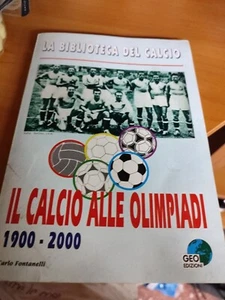 LA BIBLIOTECA DEL CALCIO
IL CALCIO ALLE OLIMPIADI
1900 - 2000
Carlo Fontanelli
GEO
EDIZIONI